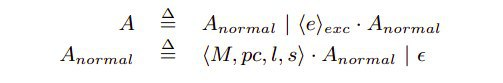 A ≜ A_normal | ⟨e⟩_exc · A_normal
A_normal ≜ ⟨M, pc, l, s⟩ · A_normal | ϵ